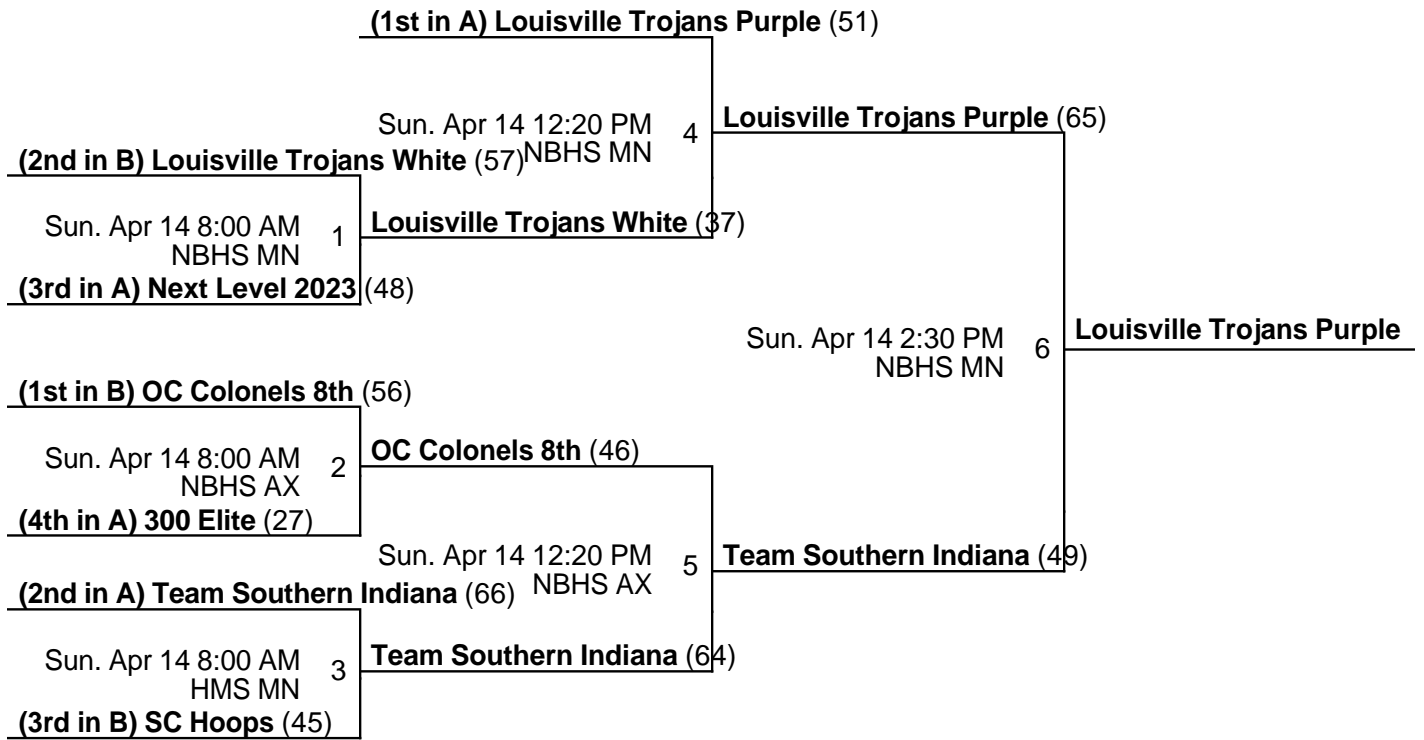 (1st in A) Louisville Trojans Purple (51)
Sun. Apr 14 12:20 PM
NBHS MN
4
Louisville Trojans Purple (65)
(2nd in B) Louisville Trojans White (57)
Sun. Apr 14 8:00 AM
NBHS MN
1
Louisville Trojans White (37)
(3rd in A) Next Level 2023 (48)
Sun. Apr 14 2:30 PM
NBHS MN
6
Louisville Trojans Purple
(1st in B) OC Colonels 8th (56)
Sun. Apr 14 8:00 AM
NBHS AX
2
OC Colonels 8th (46)
(4th in A) 300 Elite (27)
Sun. Apr 14 12:20 PM
NBHS AX
5
Team Southern Indiana (49)
(2nd in A) Team Southern Indiana (66)
Sun. Apr 14 8:00 AM
HMS MN
3
Team Southern Indiana (64)
(3rd in B) SC Hoops (45)